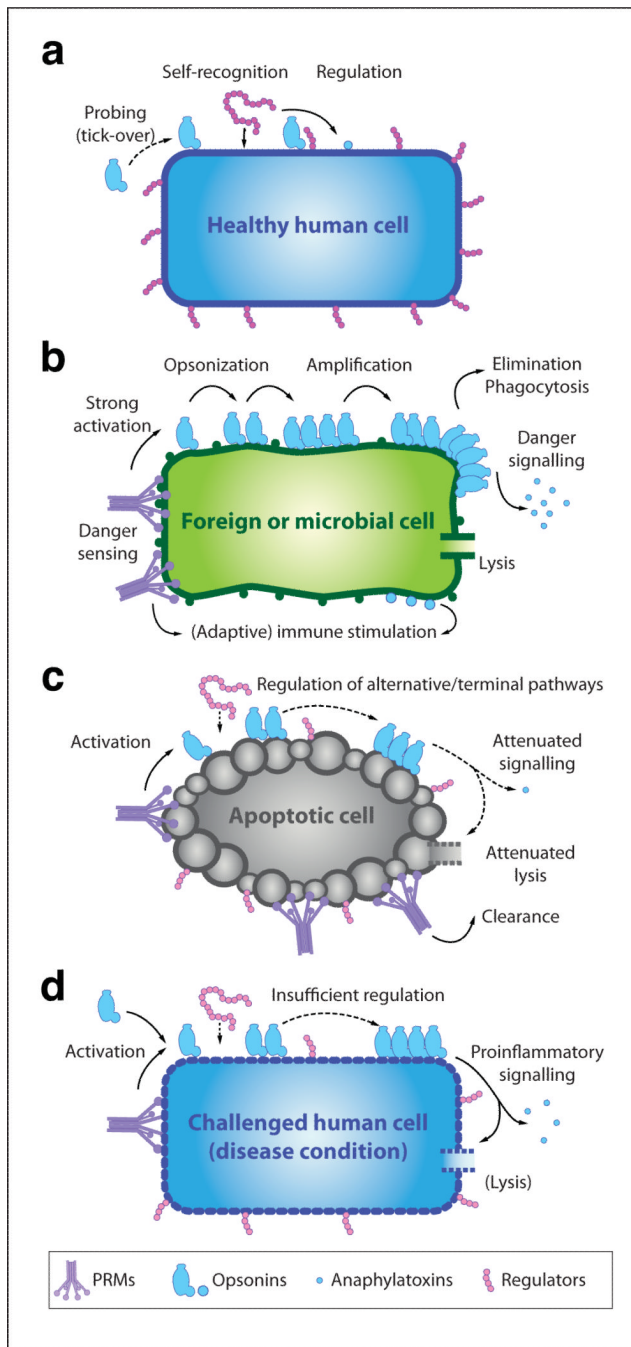 a
Self-recognition
Regulation
Probing
(tick-over)
Healthy human cell
b
Opsonization
Amplification
Elimination
Phagocytosis
Strong
activation
Danger
signalling
Foreign or microbial cell
Danger
sensing
Lysis
(Adaptive) immune stimulation
c
Regulation of alternative/terminal pathways
Activation
Attenuated
signalling
Apoptotic cell
Attenuated
lysis
Clearance
d
Insufficient regulation
Activation
Proinflammatory
signalling
Challenged human cell
(disease condition)
(Lysis)
PRMs
Opsonins
Anaphylatoxins
Regulators